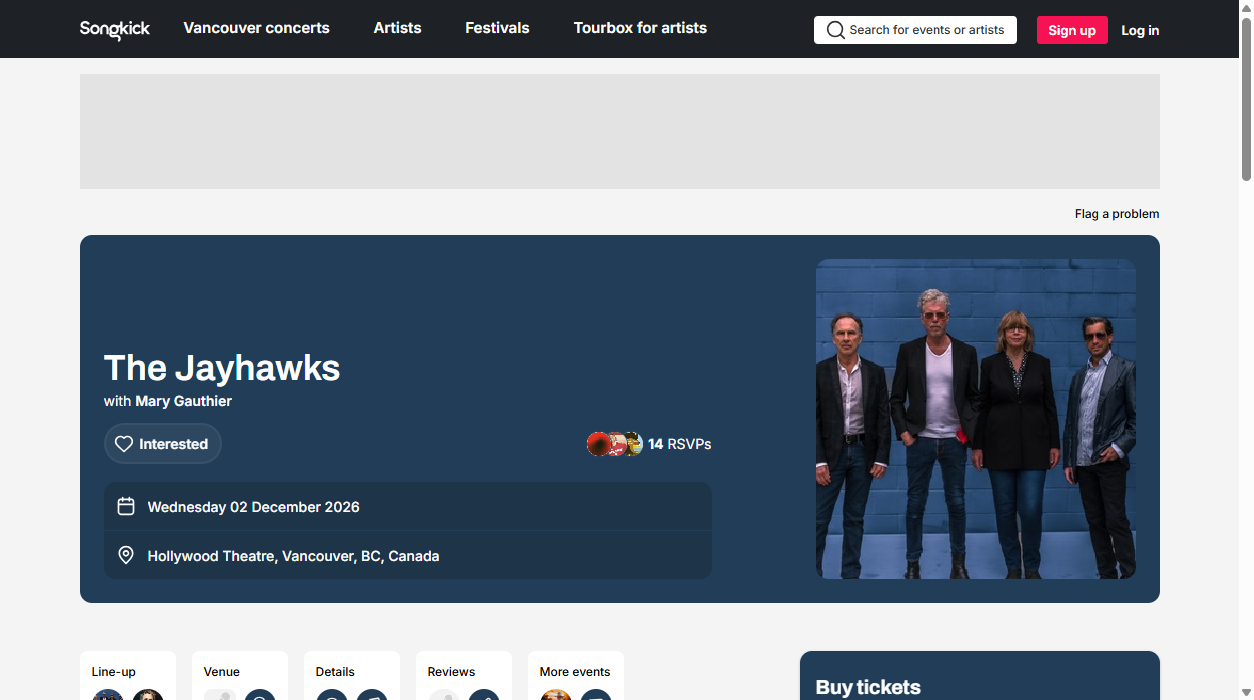 Songkick
Vancouver concerts
Artists
Festivals
Tourbox for artists
Search for events or artists
Sign up
Log in
Flag a problem
The Jayhawks
with Mary Gauthier
Interested
14 RSVPs
Wednesday 02 December 2026
Hollywood Theatre, Vancouver, BC, Canada
Line-up
Venue
Details
Reviews
More events
Buy tickets